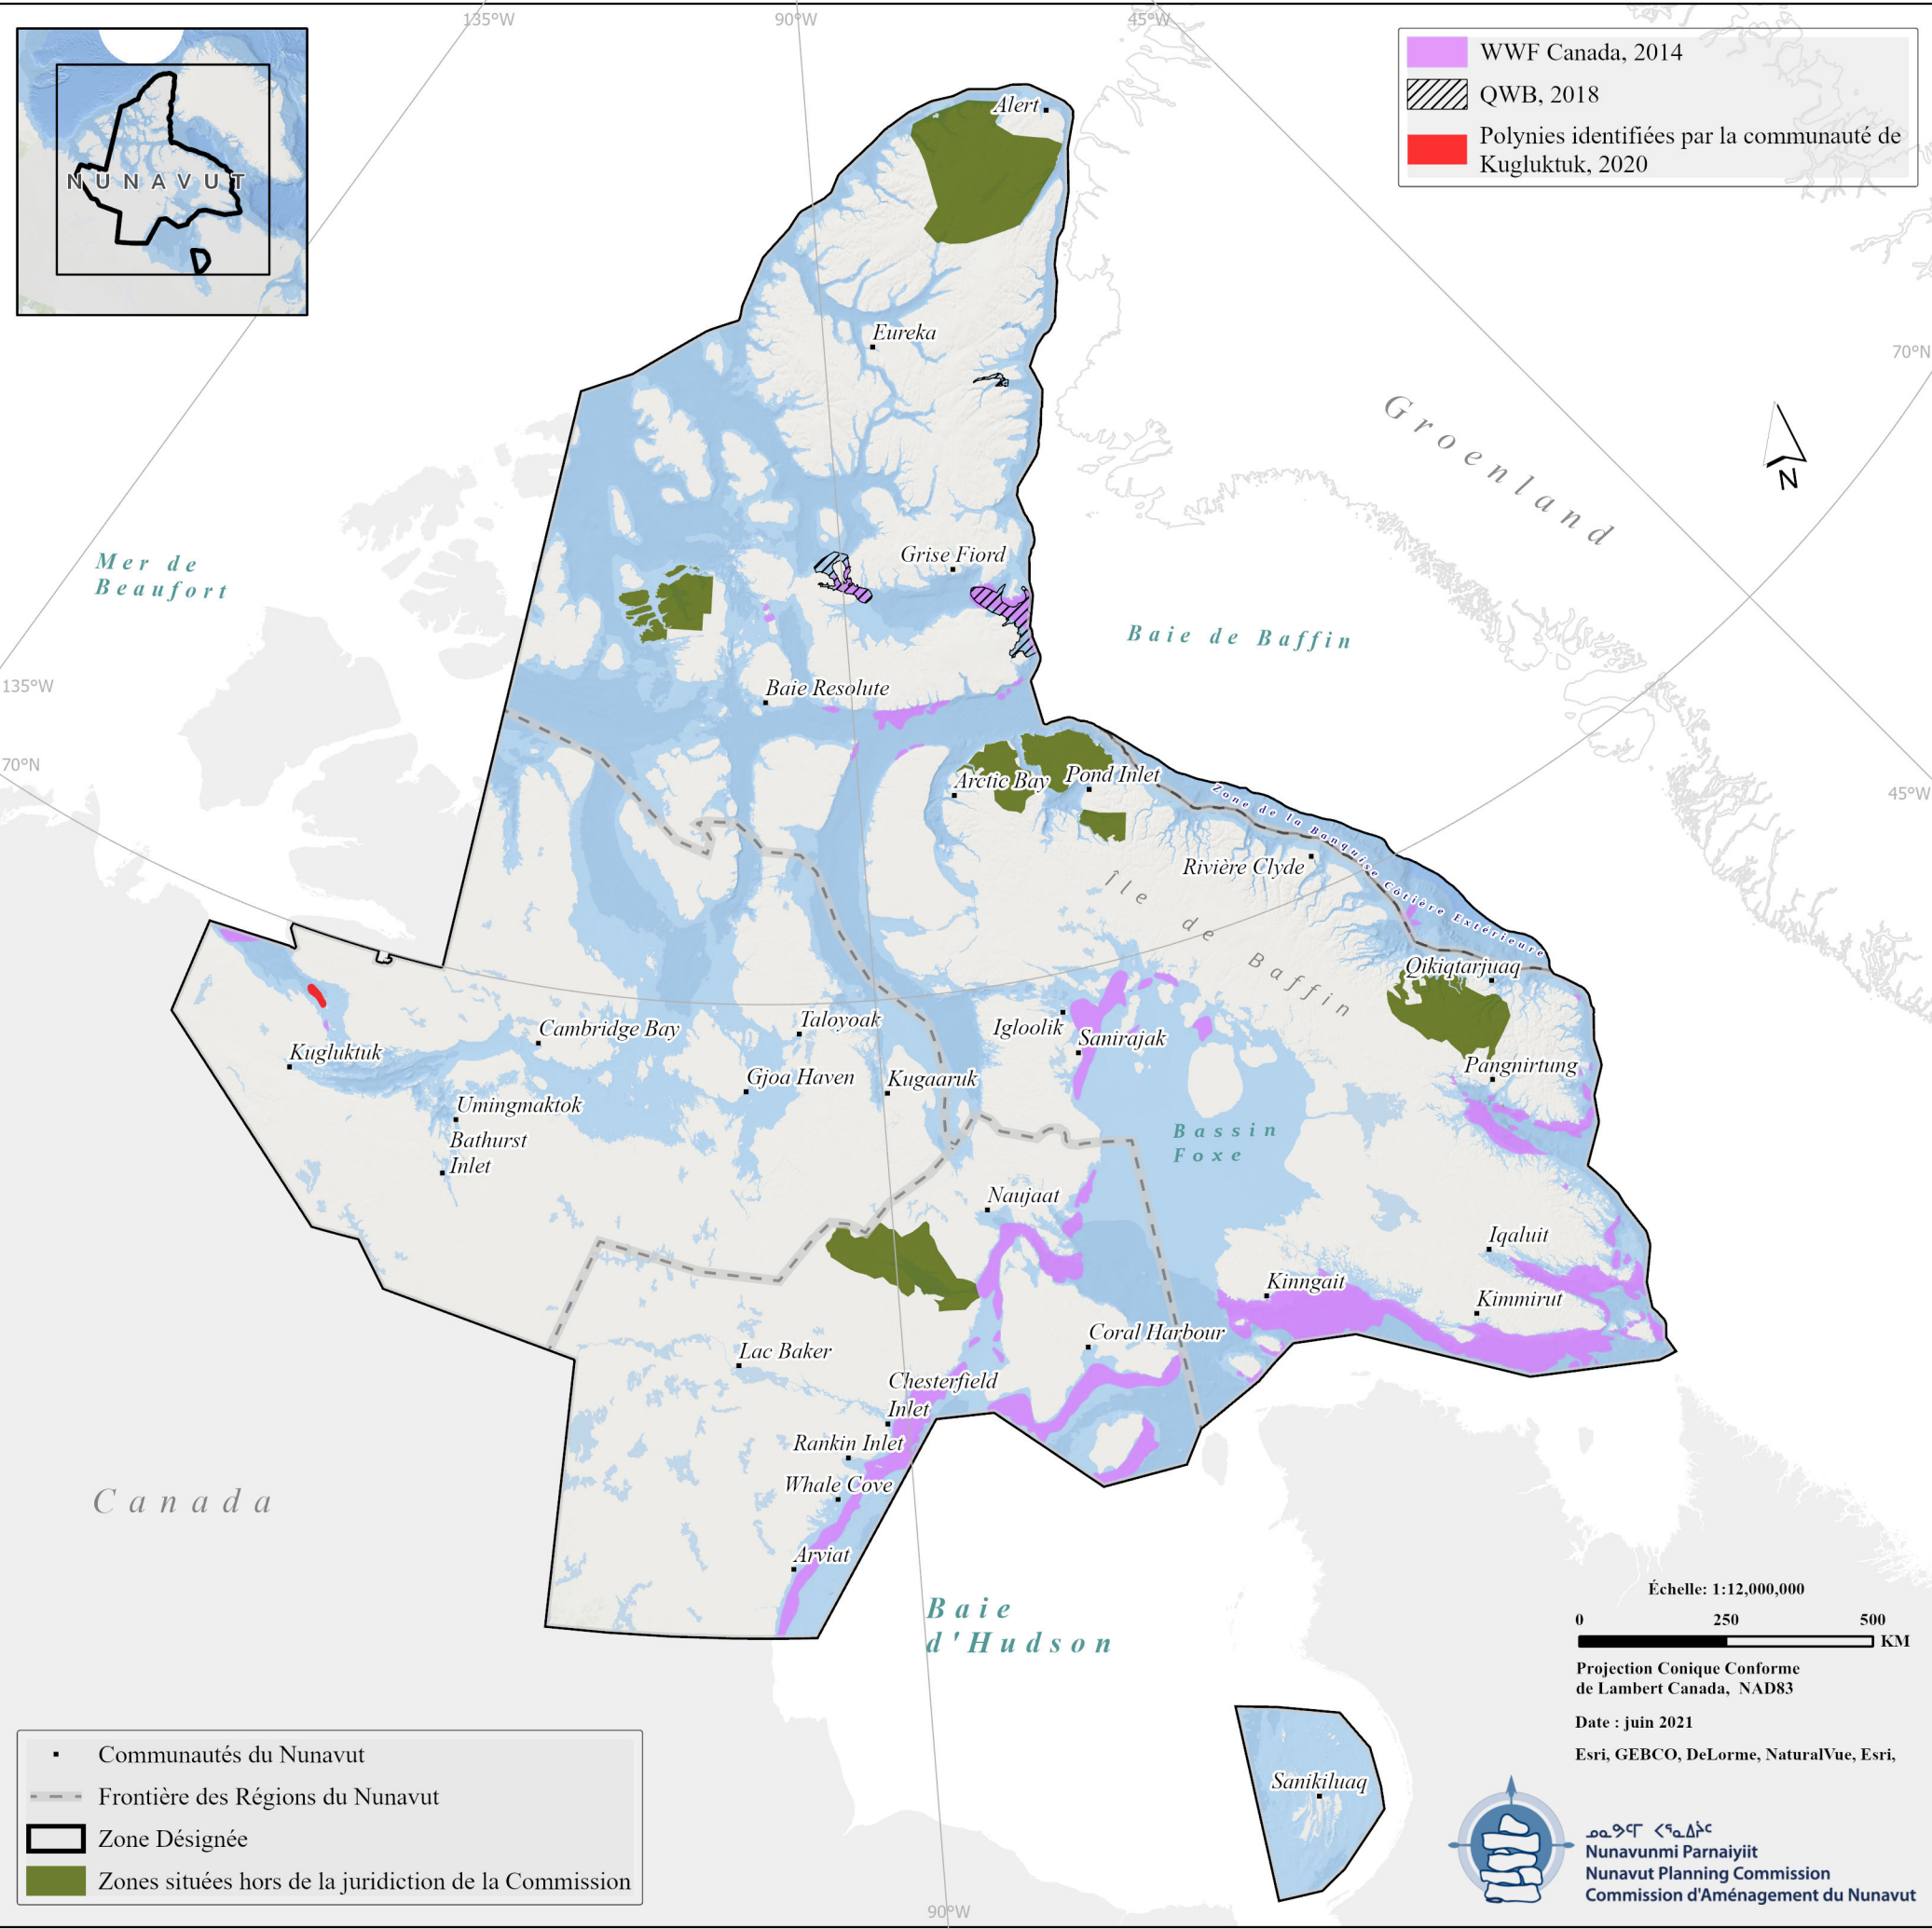 135°W
90°W
45°W
NUNAVUT
WWF Canada, 2014
QWB, 2018
Polynies identifiées par la communauté de
Kugluktuk, 2020
Alert
Eureka
70°N
Groenland
N
Mer de
Beaufort
Grise Fiord
Baie de Baffin
135°W
Baie Resolute
70°N
Arctic Bay
Pond Inlet
45°W
Zone de la Banquise Côtière Extérieure
Rivière Clyde
Île de Baffin
Qikiqtarjuaq
Cambridge Bay
Taloyoak
Igloolik
Sanirajak
Kugluktuk
Pangnirtung
Gjoa Haven
Kugaaruk
Umingmaktok
Bathurst
Inlet
Bassin
Foxe
Naujaat
Iqaluit
Kinngait
Kimmirut
Coral Harbour
Lac Baker
Chesterfield
Inlet
Rankin Inlet
Whale Cove
Canada
Arviat
Baie
d'Hudson
Échelle: 1:12,000,000
0 250 500
KM
Projection Conique Conforme
de Lambert Canada, NAD83
Date : juin 2021
Esri, GEBCO, DeLorme, NaturalVue, Esri,
Sanikiluaq
Communautés du Nunavut
Frontière des Régions du Nunavut
Zone Désignée
Zones situées hors de la juridiction de la Commission
ᓄᓇᕗᒻᒥ ᐸᕐᓇᐃᔩᑦ
Nunavunmi Parnaiyiit
Nunavut Planning Commission
Commission d'Aménagement du Nunavut
90°W